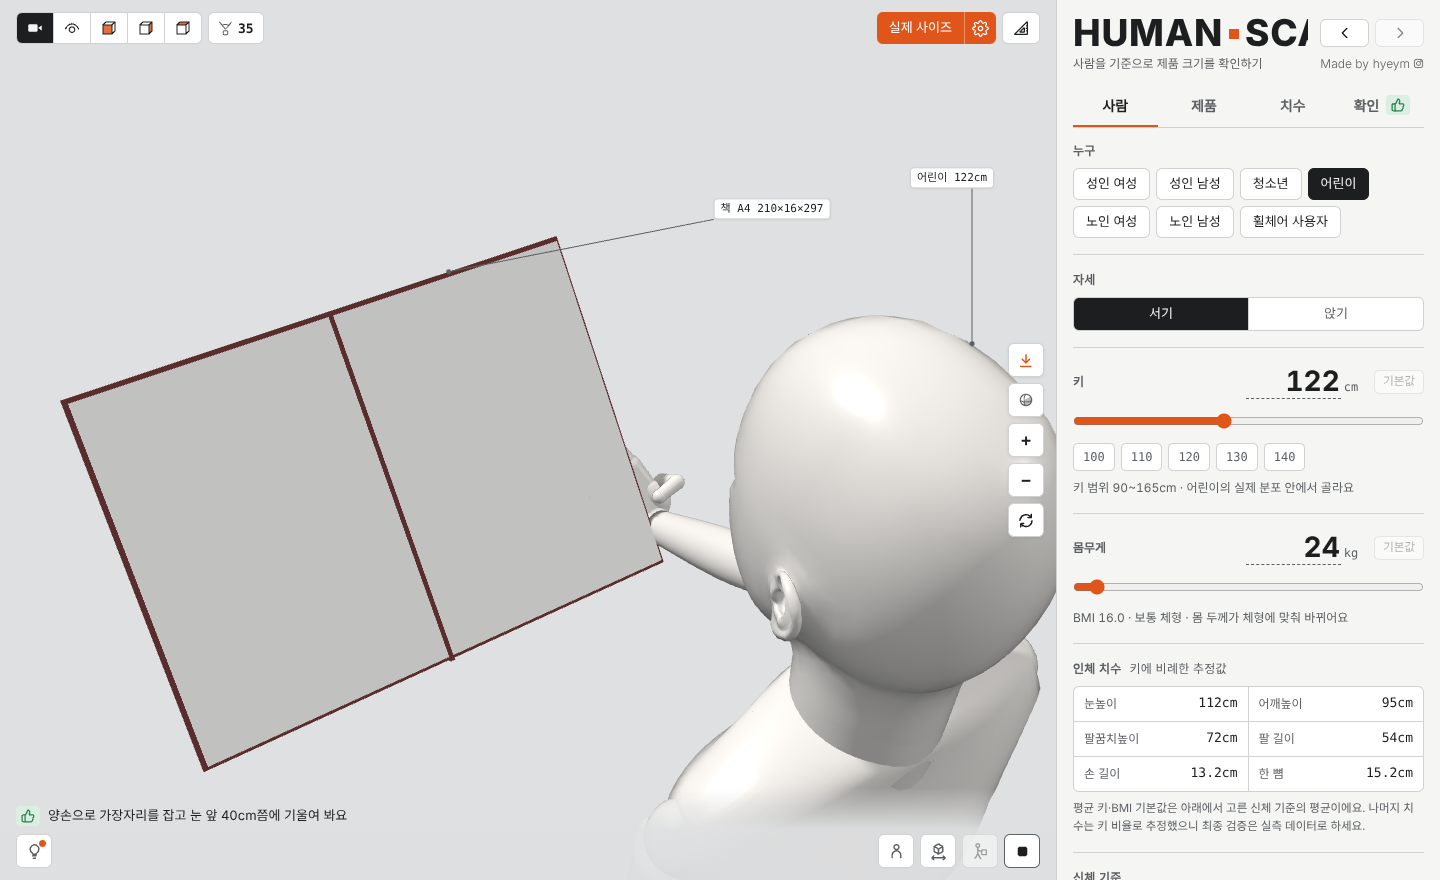 35
실제 사이즈
책 A4 210×16×297
어린이 122cm
양손으로 가장자리를 잡고 눈 앞 40cm쯤에 기울여 봐요
HUMAN SCA
사람을 기준으로 제품 크기를 확인하기
Made by hyeym
사람 제품 치수 확인
누구
성인 여성 성인 남성 청소년 어린이
노인 여성 노인 남성 휠체어 사용자
자세
서기 앉기
키 122 cm 기본값
100 110 120 130 140
키 범위 90~165cm · 어린이의 실제 분포 안에서 골라요
몸무게 24 kg 기본값
BMI 16.0 · 보통 체형 · 몸 두께가 체형에 맞춰 바뀌어요
인체 치수 키에 비례한 추정값
눈높이 112cm 어깨높이 95cm
팔꿈치높이 72cm 팔 길이 54cm
손 길이 13.2cm 한 뼘 15.2cm
평균 키·BMI 기본값은 아래에서 고른 신체 기준의 평균이에요. 나머지 치
수는 키 비율로 추정했으니 최종 검증은 실측 데이터로 하세요.
신체 기준